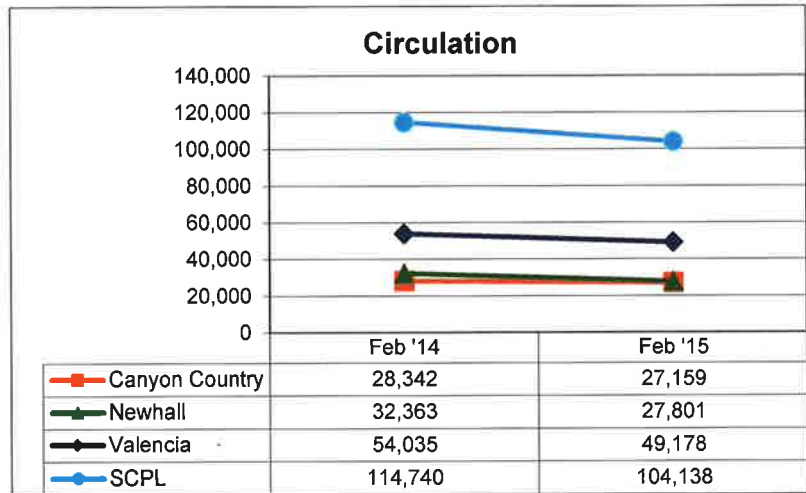 Circulation
140,000
120,000
100,000
80,000
60,000
40,000
20,000
0
Feb '14 Feb '15
Canyon Country 28,342 27,159
Newhall 32,363 27,801
Valencia 54,035 49,178
SCPL 114,740 104,138